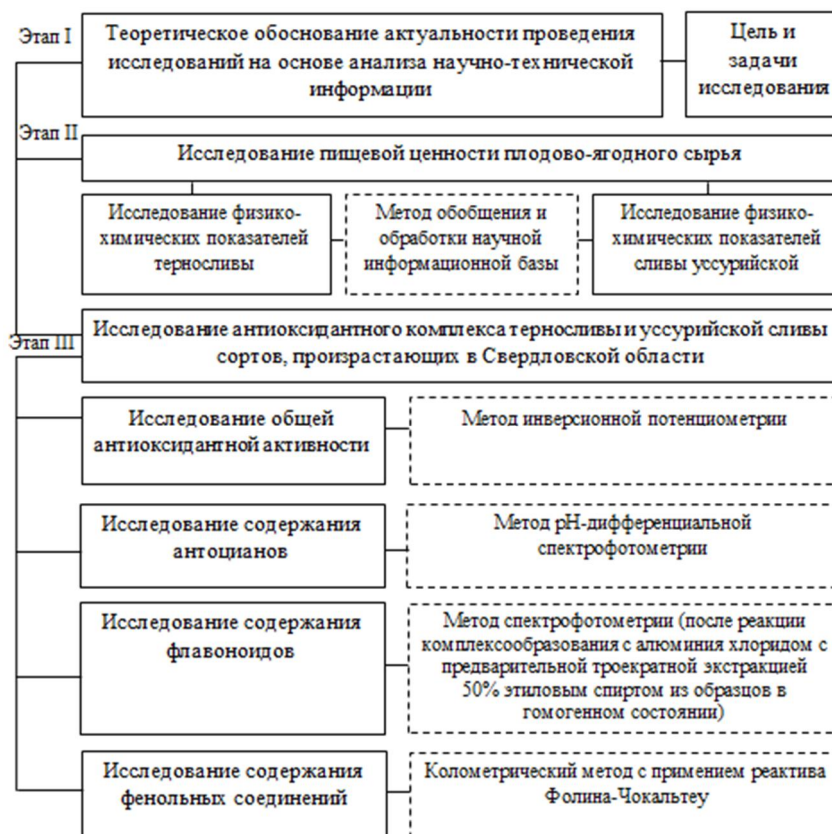 Этап I
Теоретическое обоснование актуальности проведения
исследований на основе анализа научно-технической
информации
Цель и
задачи
исследования
Этап II
Исследование пищевой ценности плодово-ягодного сырья
Исследование физико-
химических показателей
терносливы
Метод обобщения и
обработки научной
информационной базы
Исследование физико-
химических показателей
сливы уссурийской
Этап III
Исследование антиоксидантного комплекса терносливы и уссурийской сливы
сортов, произрастающих в Свердловской области
Исследование общей
антиоксидантной активности
Метод инверсионной потенциометрии
Исследование содержания
антоцианов
Метод pH-дифференциальной
спектрофотометрии
Исследование содержания
флавоноидов
Метод спектрофотометрии (после реакции
комплексообразования с алюминия хлоридом с
предварительной троекратной экстракцией
50% этиловым спиртом из образцов в
гомогенном состоянии)
Исследование содержания
фенольных соединений
Колометрический метод с примением реактива
Фолина-Чокальтеу